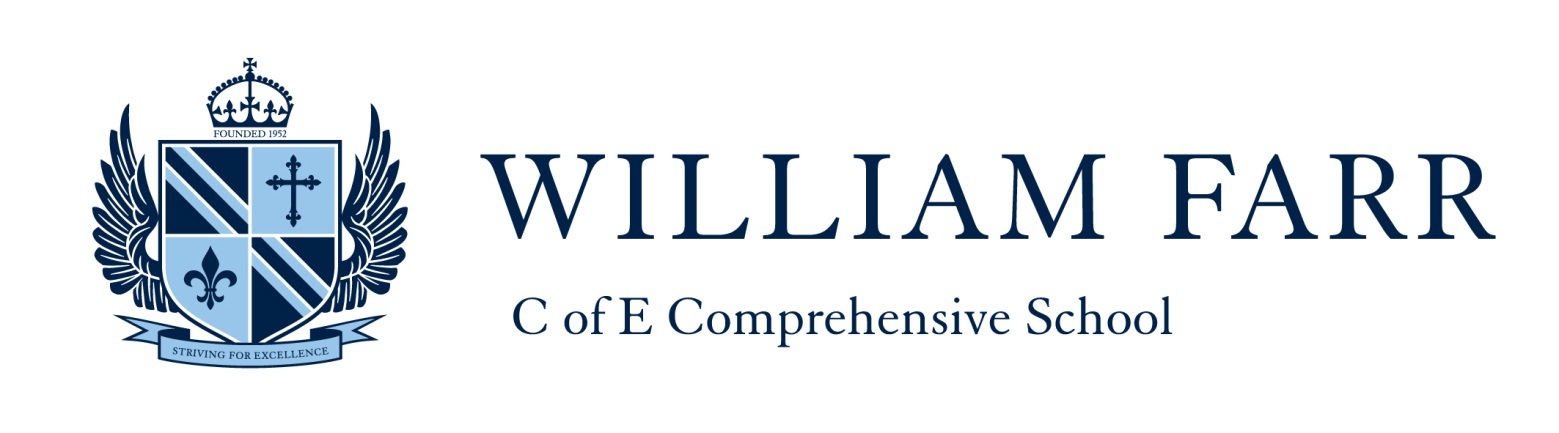 FOUNDED 1952
STRIVING FOR EXCELLENCE
WILLIAM FARR
C of E Comprehensive School